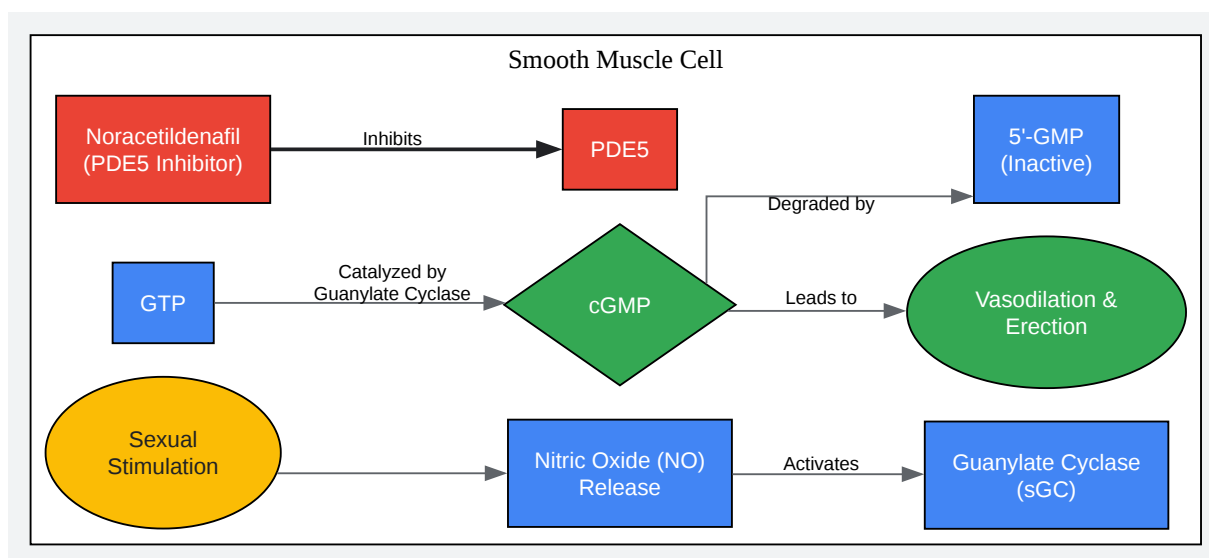 Smooth Muscle Cell
Noracetildenafil
(PDE5 Inhibitor)
Inhibits
PDE5
5'-GMP
(Inactive)
Degraded by
GTP
Catalyzed by
Guanylate Cyclase
cGMP
Leads to
Vasodilation &
Erection
Sexual
Stimulation
Nitric Oxide (NO)
Release
Activates
Guanylate Cyclase
(sGC)